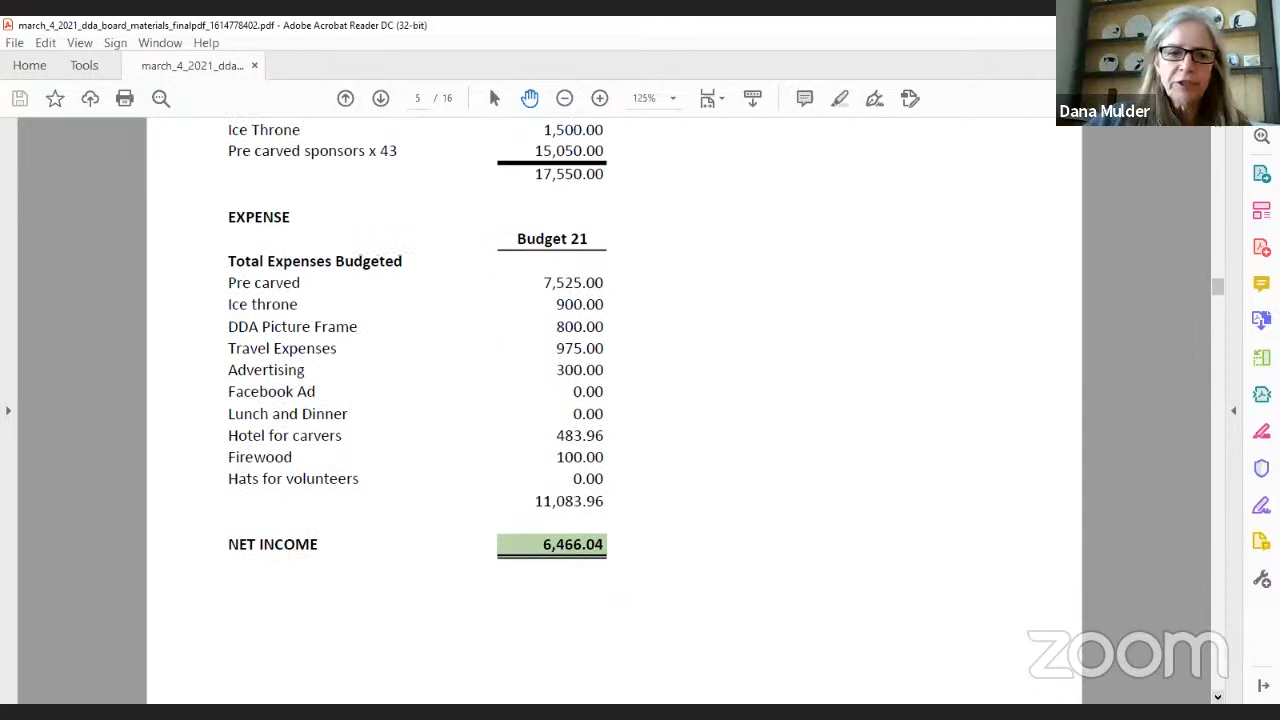 march_4_2021_dda_board_materials_finalpdf_1614778402.pdf - Adobe Acrobat Reader DC (32-bit)
File Edit View Sign Window Help
Home Tools march_4_2021_dda... ×
5 / 16 125%
Dana Mulder
Ice Throne 1,500.00
Pre carved sponsors x 43 15,050.00
17,550.00
EXPENSE
Budget 21
Total Expenses Budgeted
Pre carved 7,525.00
Ice throne 900.00
DDA Picture Frame 800.00
Travel Expenses 975.00
Advertising 300.00
Facebook Ad 0.00
Lunch and Dinner 0.00
Hotel for carvers 483.96
Firewood 100.00
Hats for volunteers 0.00
11,083.96
NET INCOME 6,466.04
zoom